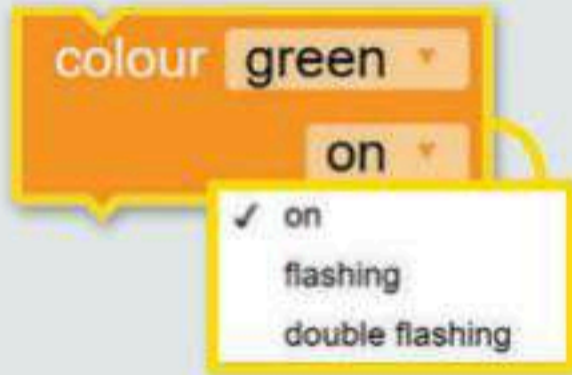 colour green
on
✓ on
flashing
double flashing